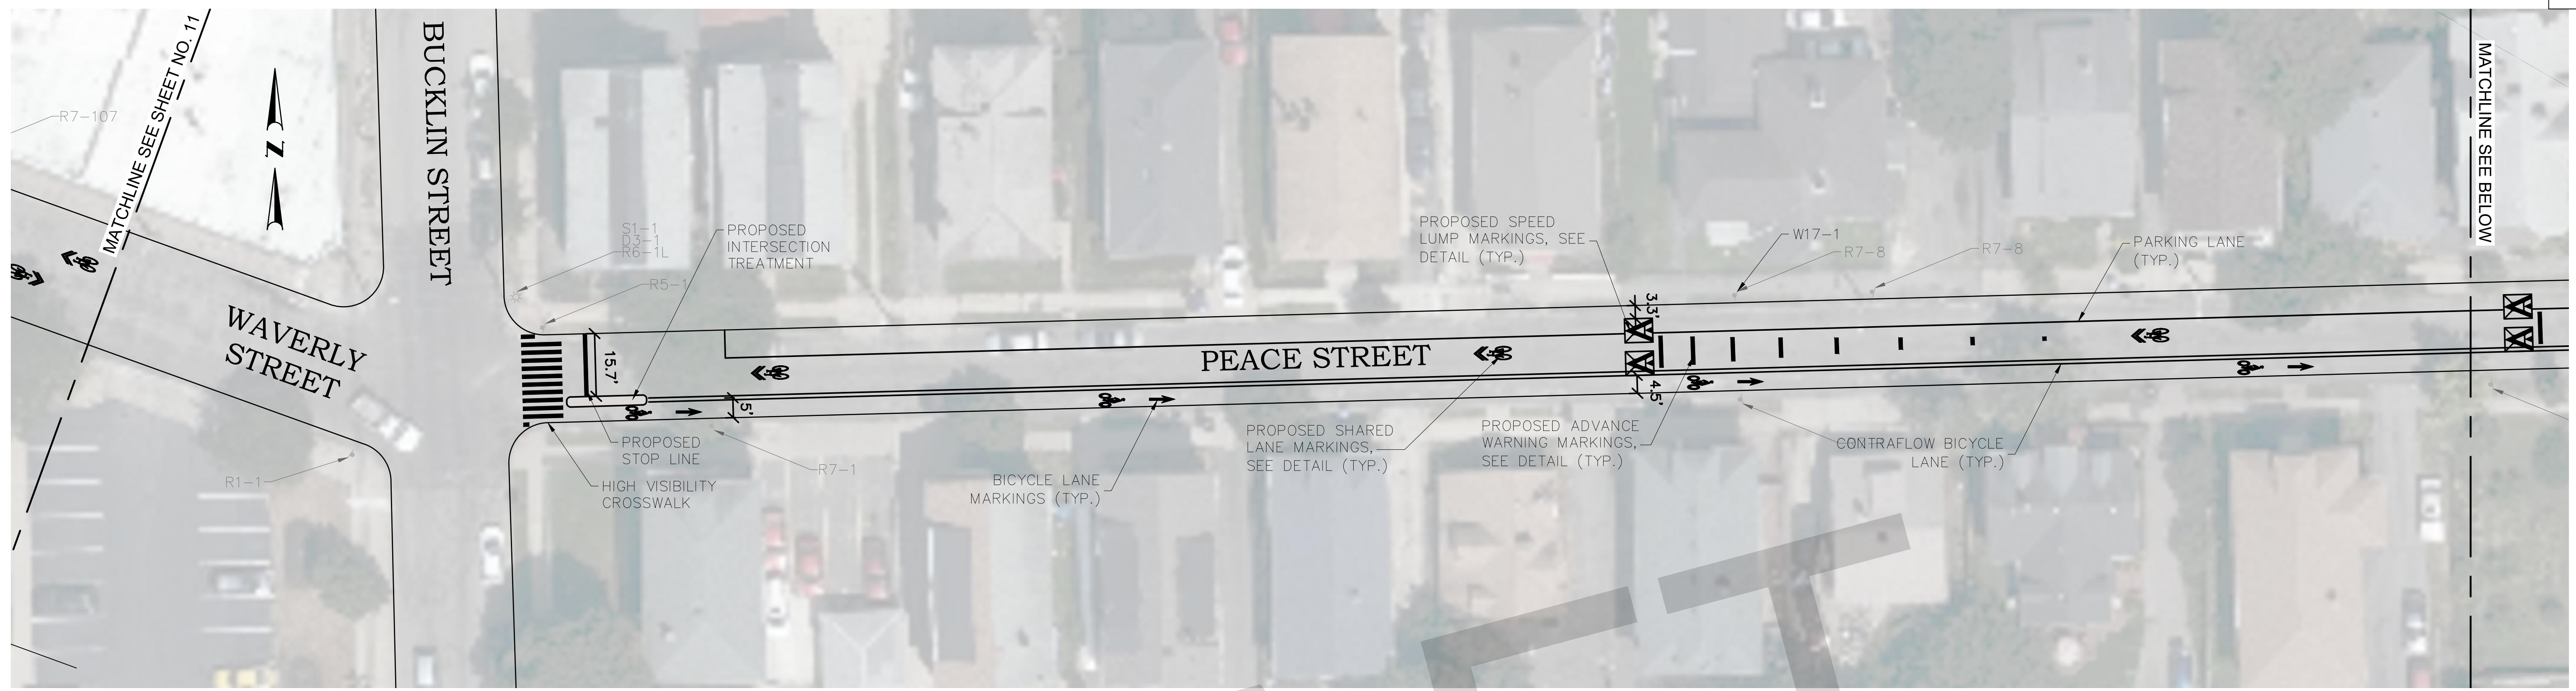 MATCHLINE SEE SHEET NO. 11
R7-107
N
BUCKLIN STREET
WAVERLY
STREET
R1-1
S1-1
D3-1
R6-1L
R5-1
PROPOSED
INTERSECTION
TREATMENT
15.7'
5'
PROPOSED
STOP LINE
HIGH VISIBILITY
CROSSWALK
R7-1
BICYCLE LANE
MARKINGS (TYP.)
PEACE STREET
PROPOSED SHARED
LANE MARKINGS,
SEE DETAIL (TYP.)
PROPOSED SPEED
LUMP MARKINGS, SEE
DETAIL (TYP.)
3.3'
4.5'
PROPOSED ADVANCE
WARNING MARKINGS,
SEE DETAIL (TYP.)
W17-1
R7-8
R7-8
PARKING LANE
(TYP.)
CONTRAFLOW BICYCLE
LANE (TYP.)
MATCHLINE SEE BELOW